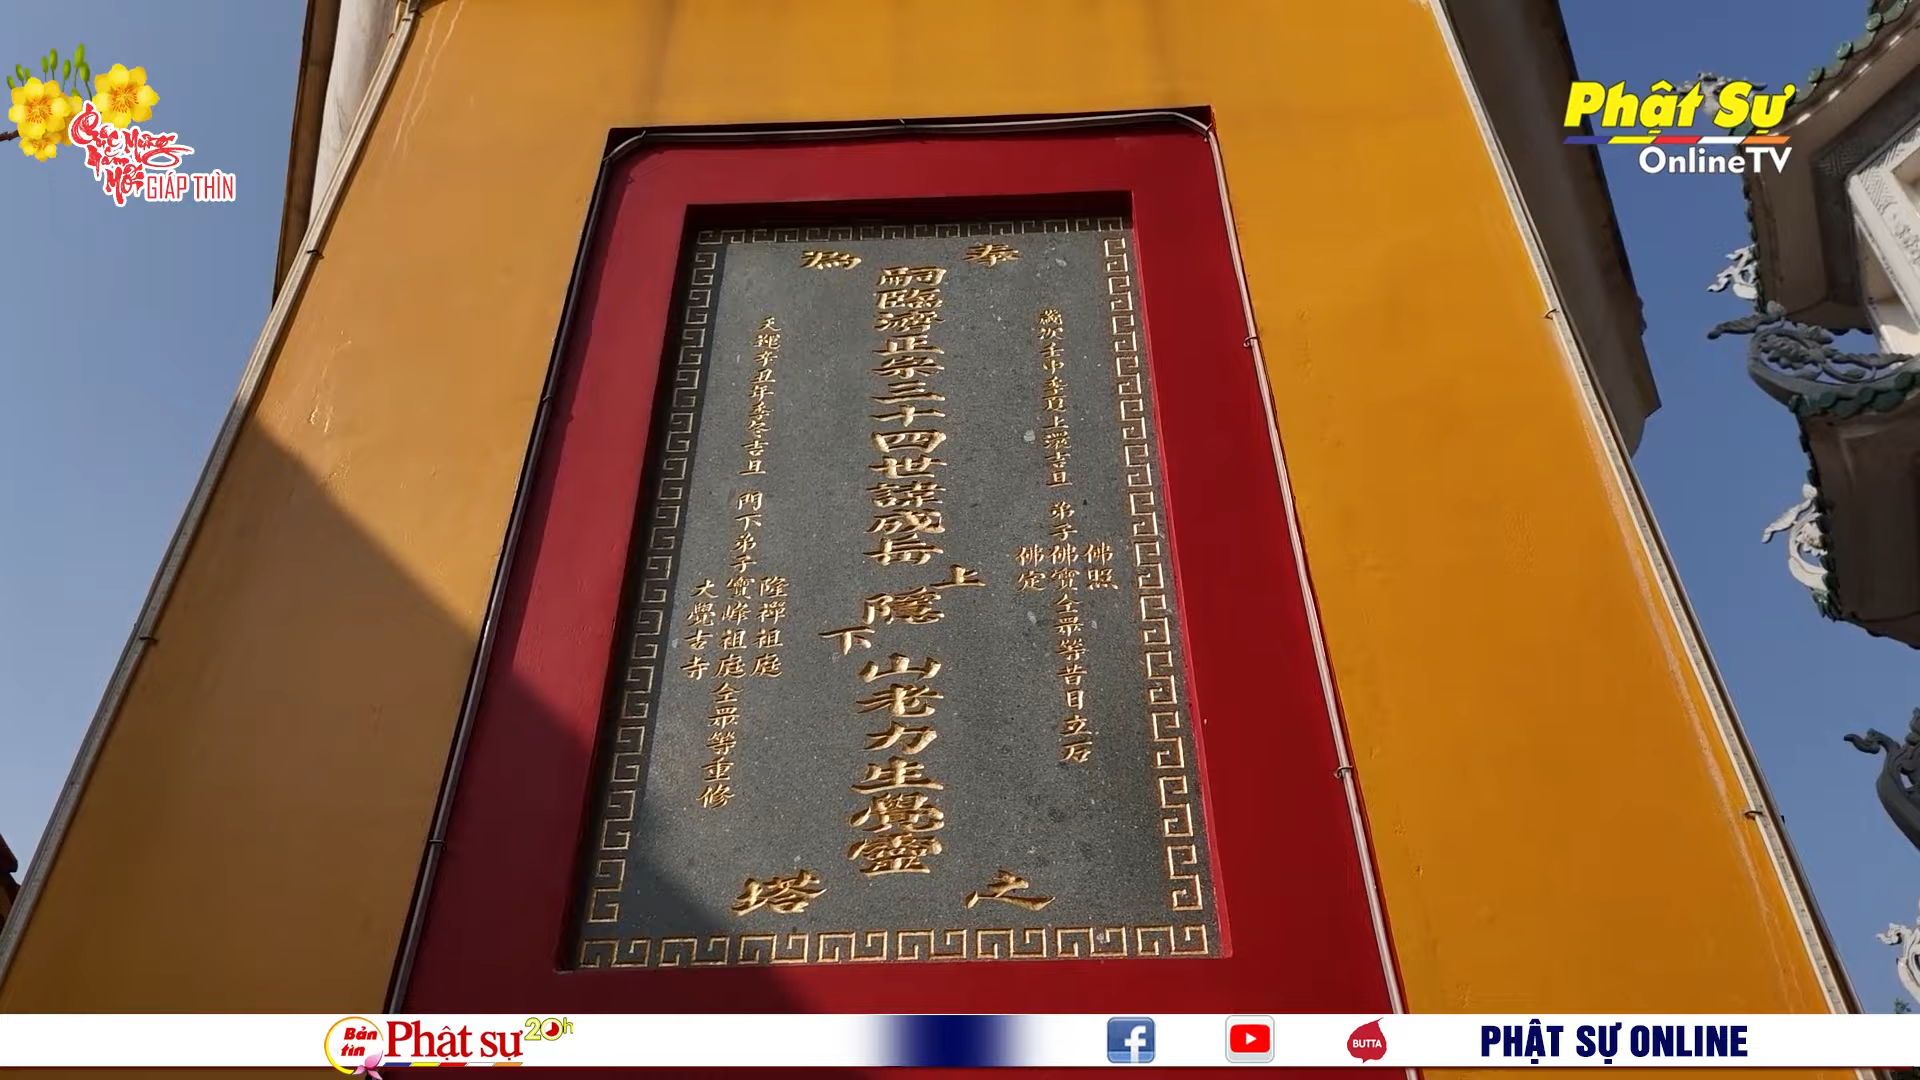 Chúc Mừng
Năm
Mới GIÁP THÌN
Phật Sự
OnlineTV
奉 為
歲次壬申季頁上澣吉旦 弟子
佛照
佛寶仝眾等昔日立石
佛定
嗣臨濟正宗三十四世諱成岳
上 隱
下 山老力生覺靈
天運辛丑年季冬吉旦 門下弟子
隆禪祖庭
寶峰祖庭仝眾等重修
大覺古寺
之 塔
Bản
tin
Phật sự 20h
BUTTA
PHẬT SỰ ONLINE